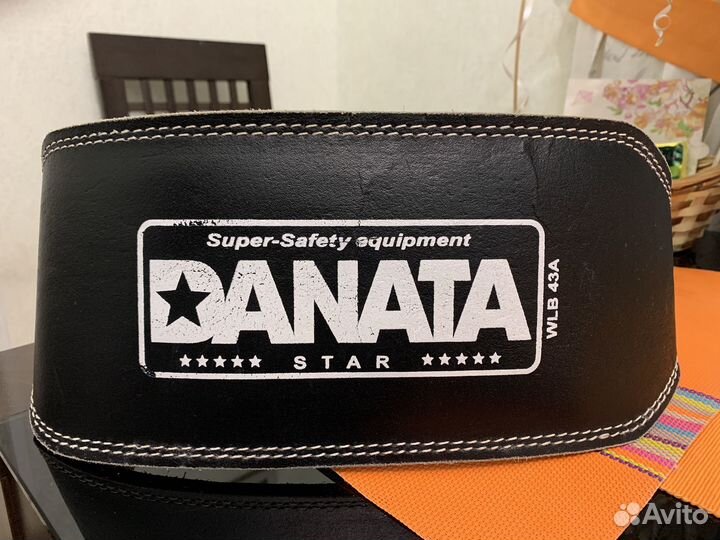 Super-Safety equipment
DANATA
★★★★★ STAR ★★★★★
WLB 43A
Avito